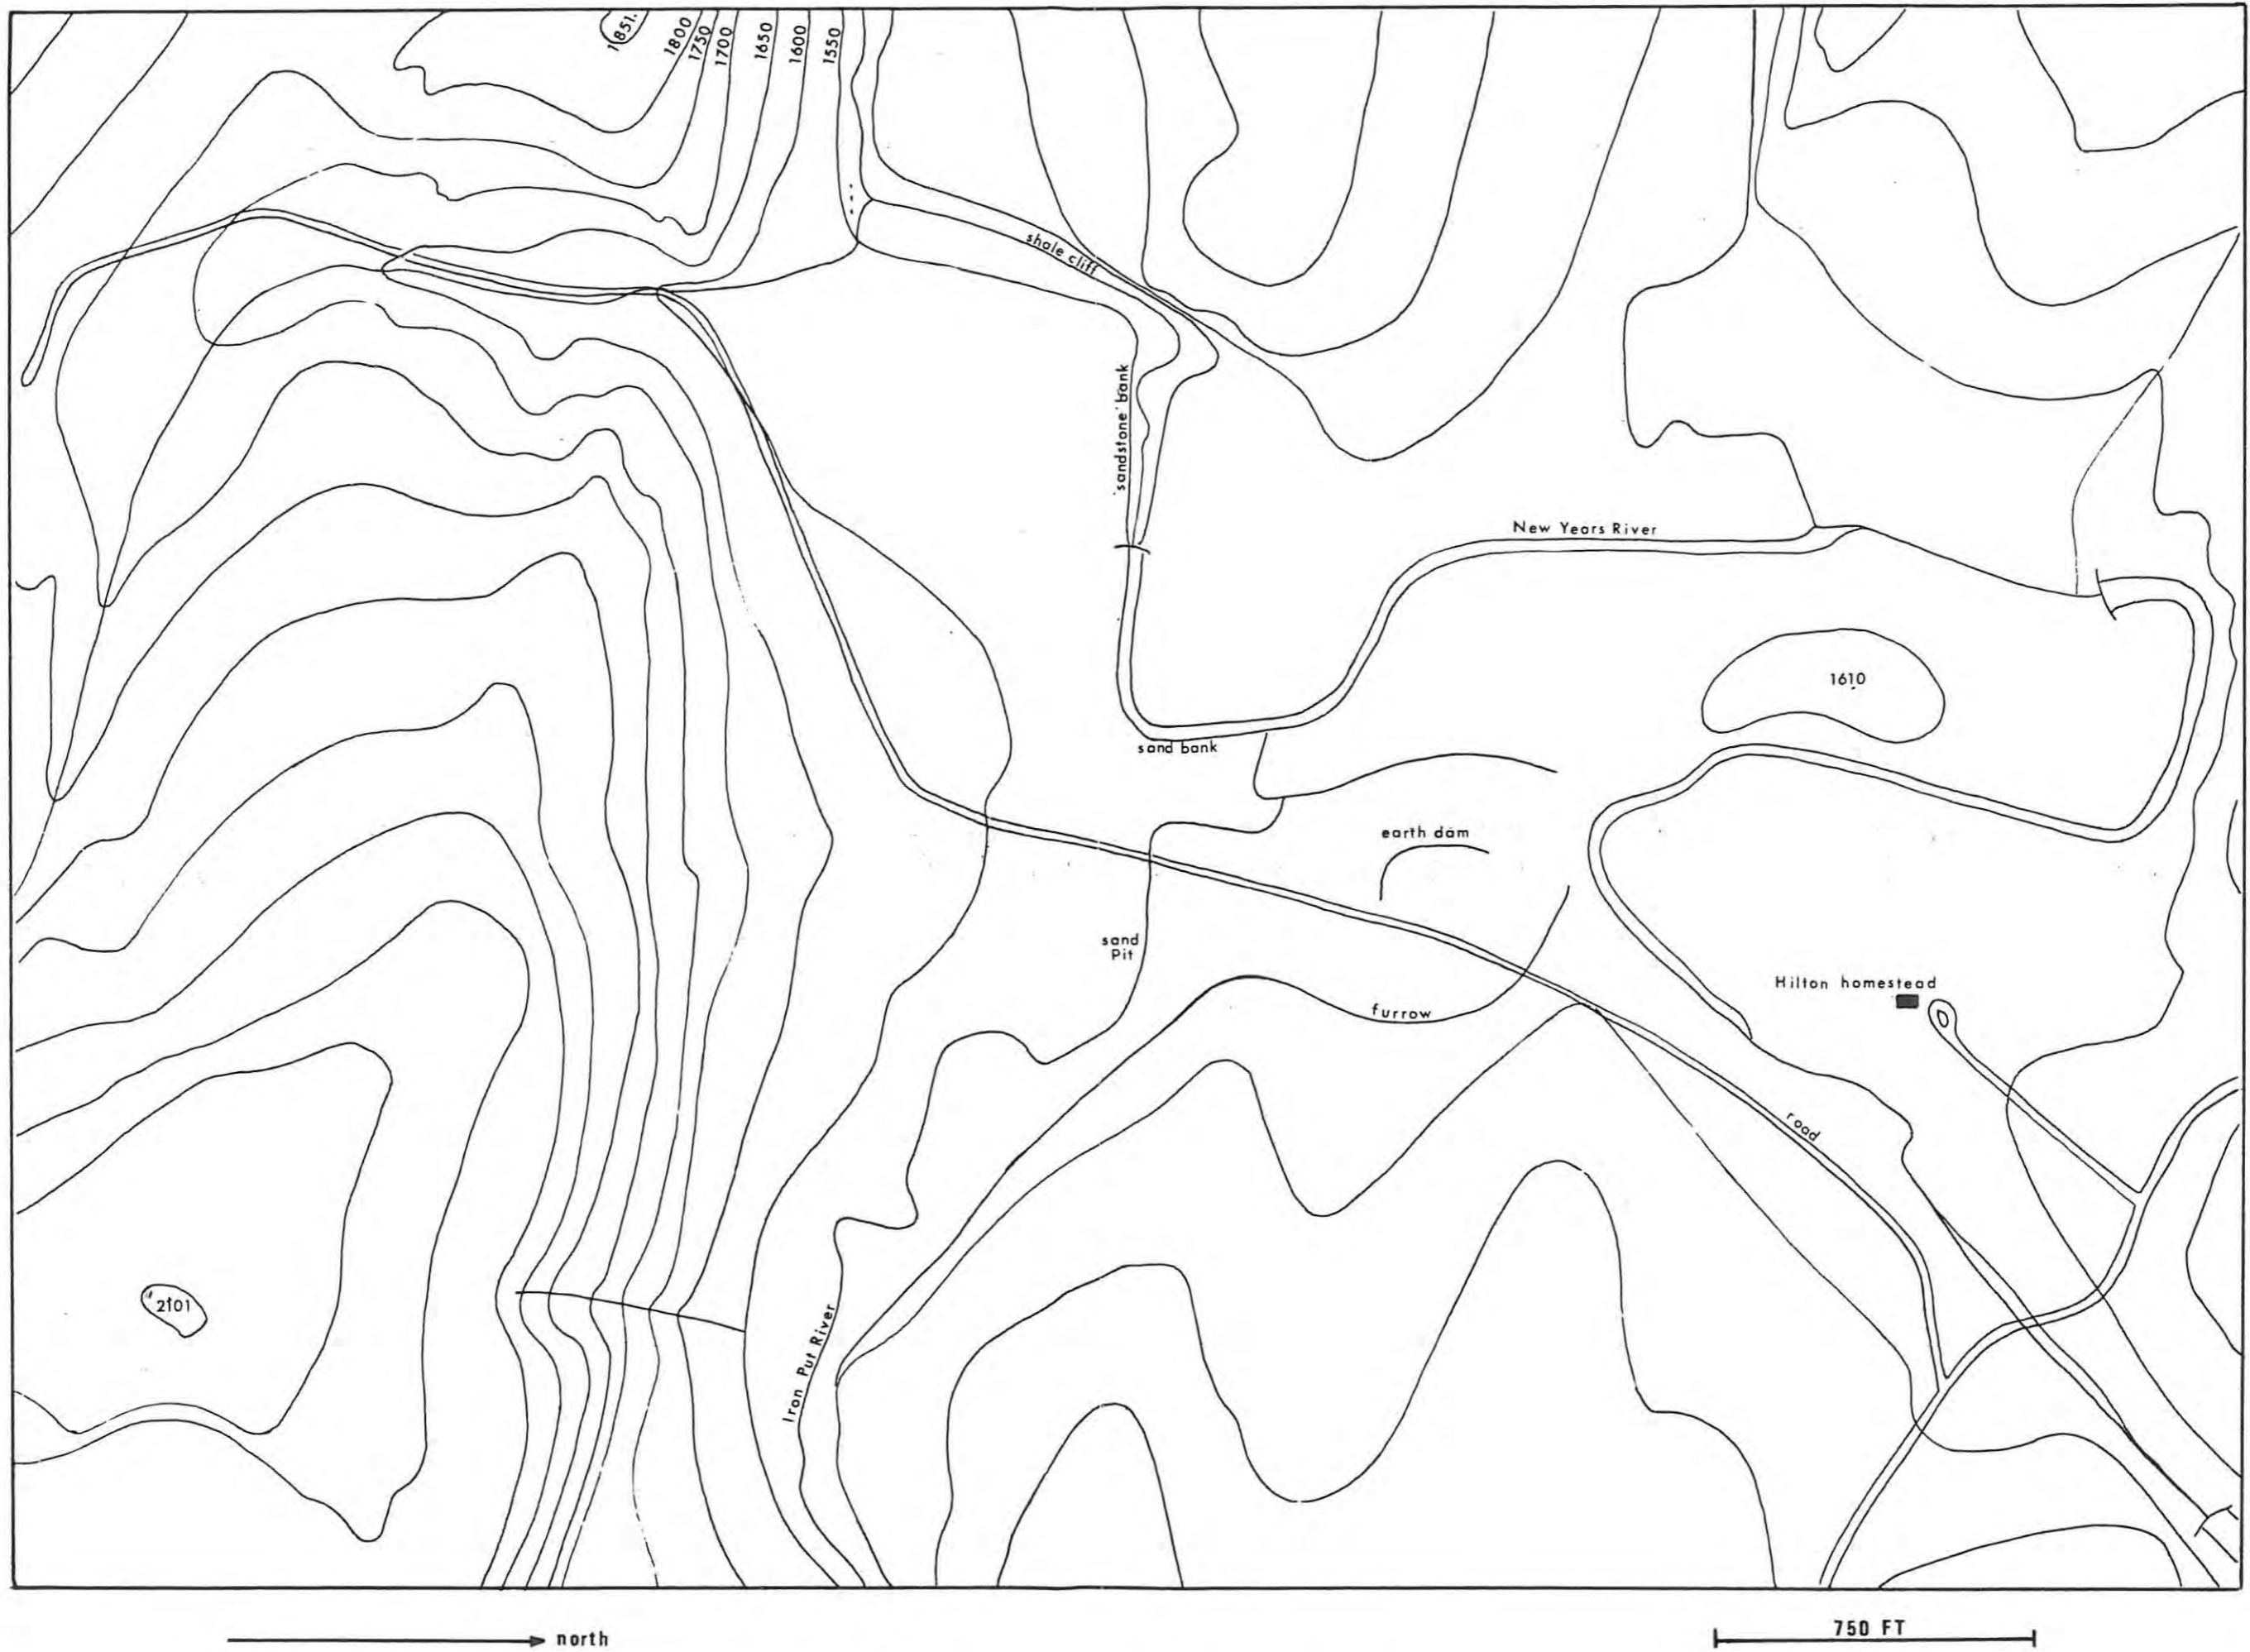 1851.
1800
1750
1700
1650
1600
1550
shale cliff
'sandstone' bank
New Years River
1610
sand bank
earth dam
sand
Pit
Hilton homestead
furrow
road
2101
Iron Put River
north
750 FT